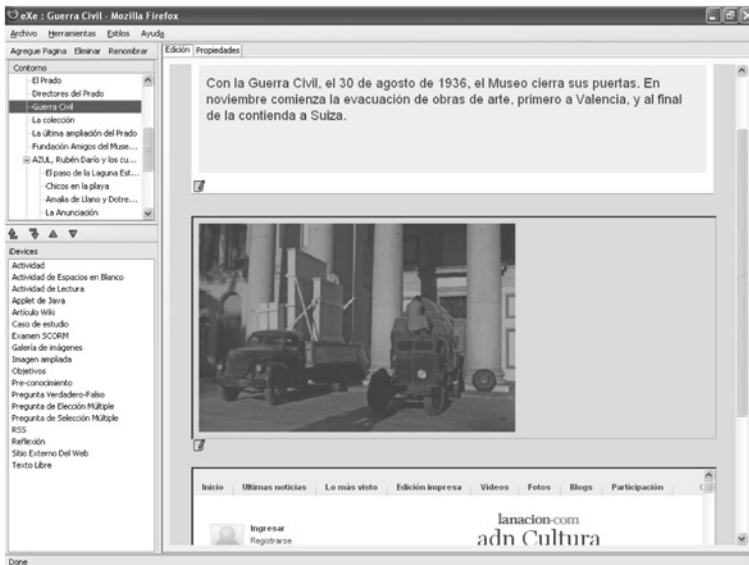 eXe : Guerra Civil - Mozilla Firefox
Archivo Herramientas Estilos Ayuda
Agregue Pagina Eliminar Renombrar
Edición Propiedades
Contorno
El Prado
Directores del Prado
Guerra Civil
La colección
La última ampliación del Prado
Fundación Amigos del Muse...
AZUL, Rubén Darío y los cu...
El paso de la Laguna Est...
Chicos en la playa
Amalia de Llano y Dotre...
La Anunciación
iDevices
Actividad
Actividad de Espacios en Blanco
Actividad de Lectura
Applet de Java
Artículo Wiki
Caso de estudio
Examen SCORM
Galería de imágenes
Imagen ampliada
Objetivos
Pre-conocimiento
Pregunta Verdadero-Falso
Pregunta de Elección Múltiple
Pregunta de Selección Múltiple
RSS
Reflexión
Sitio Externo Del Web
Texto Libre
Con la Guerra Civil, el 30 de agosto de 1936, el Museo cierra sus puertas. En
noviembre comienza la evacuación de obras de arte, primero a Valencia, y al final
de la contienda a Suiza.
Inicio Ultimas noticias Lo màs visto Edición impresa Videos Fotos Blogs Participación
Ingresar
Registrarse
lanacion.com
adn Cultura
Done